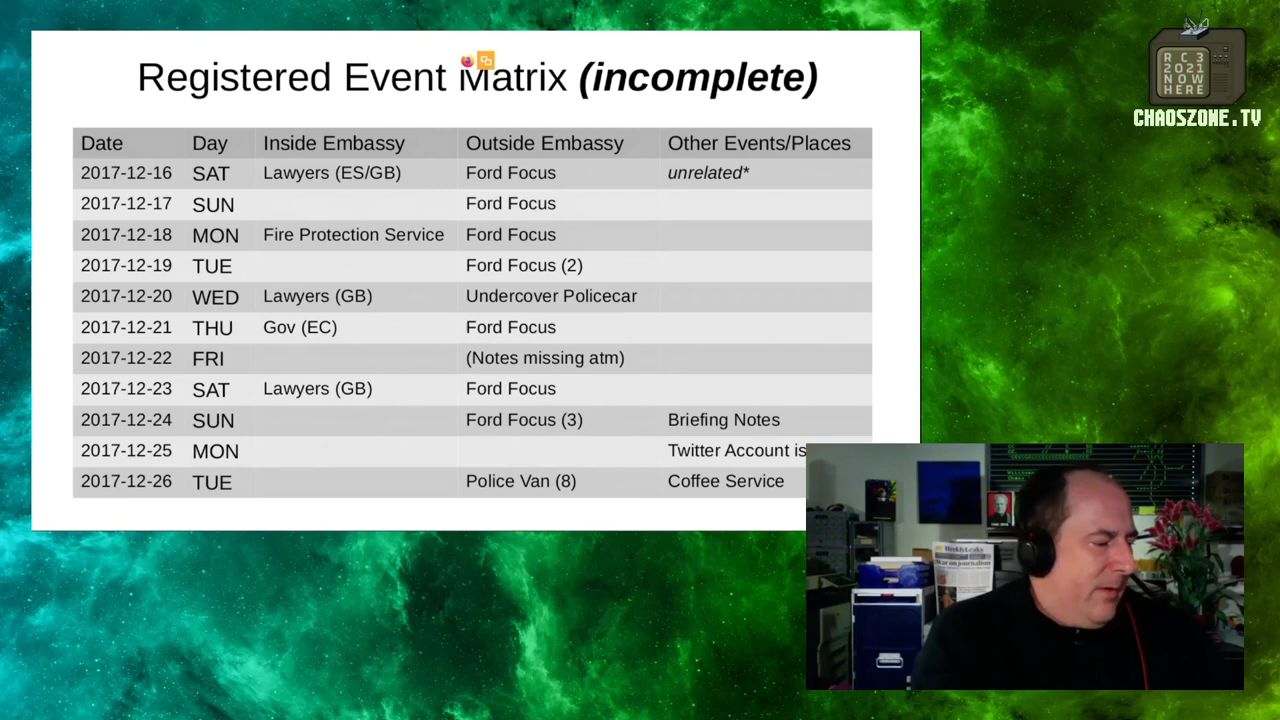 Registered Event Matrix (incomplete)
Date Day Inside Embassy Outside Embassy Other Events/Places
2017-12-16 SAT Lawyers (ES/GB) Ford Focus unrelated*
2017-12-17 SUN Ford Focus
2017-12-18 MON Fire Protection Service Ford Focus
2017-12-19 TUE Ford Focus (2)
2017-12-20 WED Lawyers (GB) Undercover Policecar
2017-12-21 THU Gov (EC) Ford Focus
2017-12-22 FRI (Notes missing atm)
2017-12-23 SAT Lawyers (GB) Ford Focus
2017-12-24 SUN Ford Focus (3) Briefing Notes
2017-12-25 MON Twitter Account is
2017-12-26 TUE Police Van (8) Coffee Service
RC3
2021
NOW
HERE
CHAOSZONE.TV
War on journalism